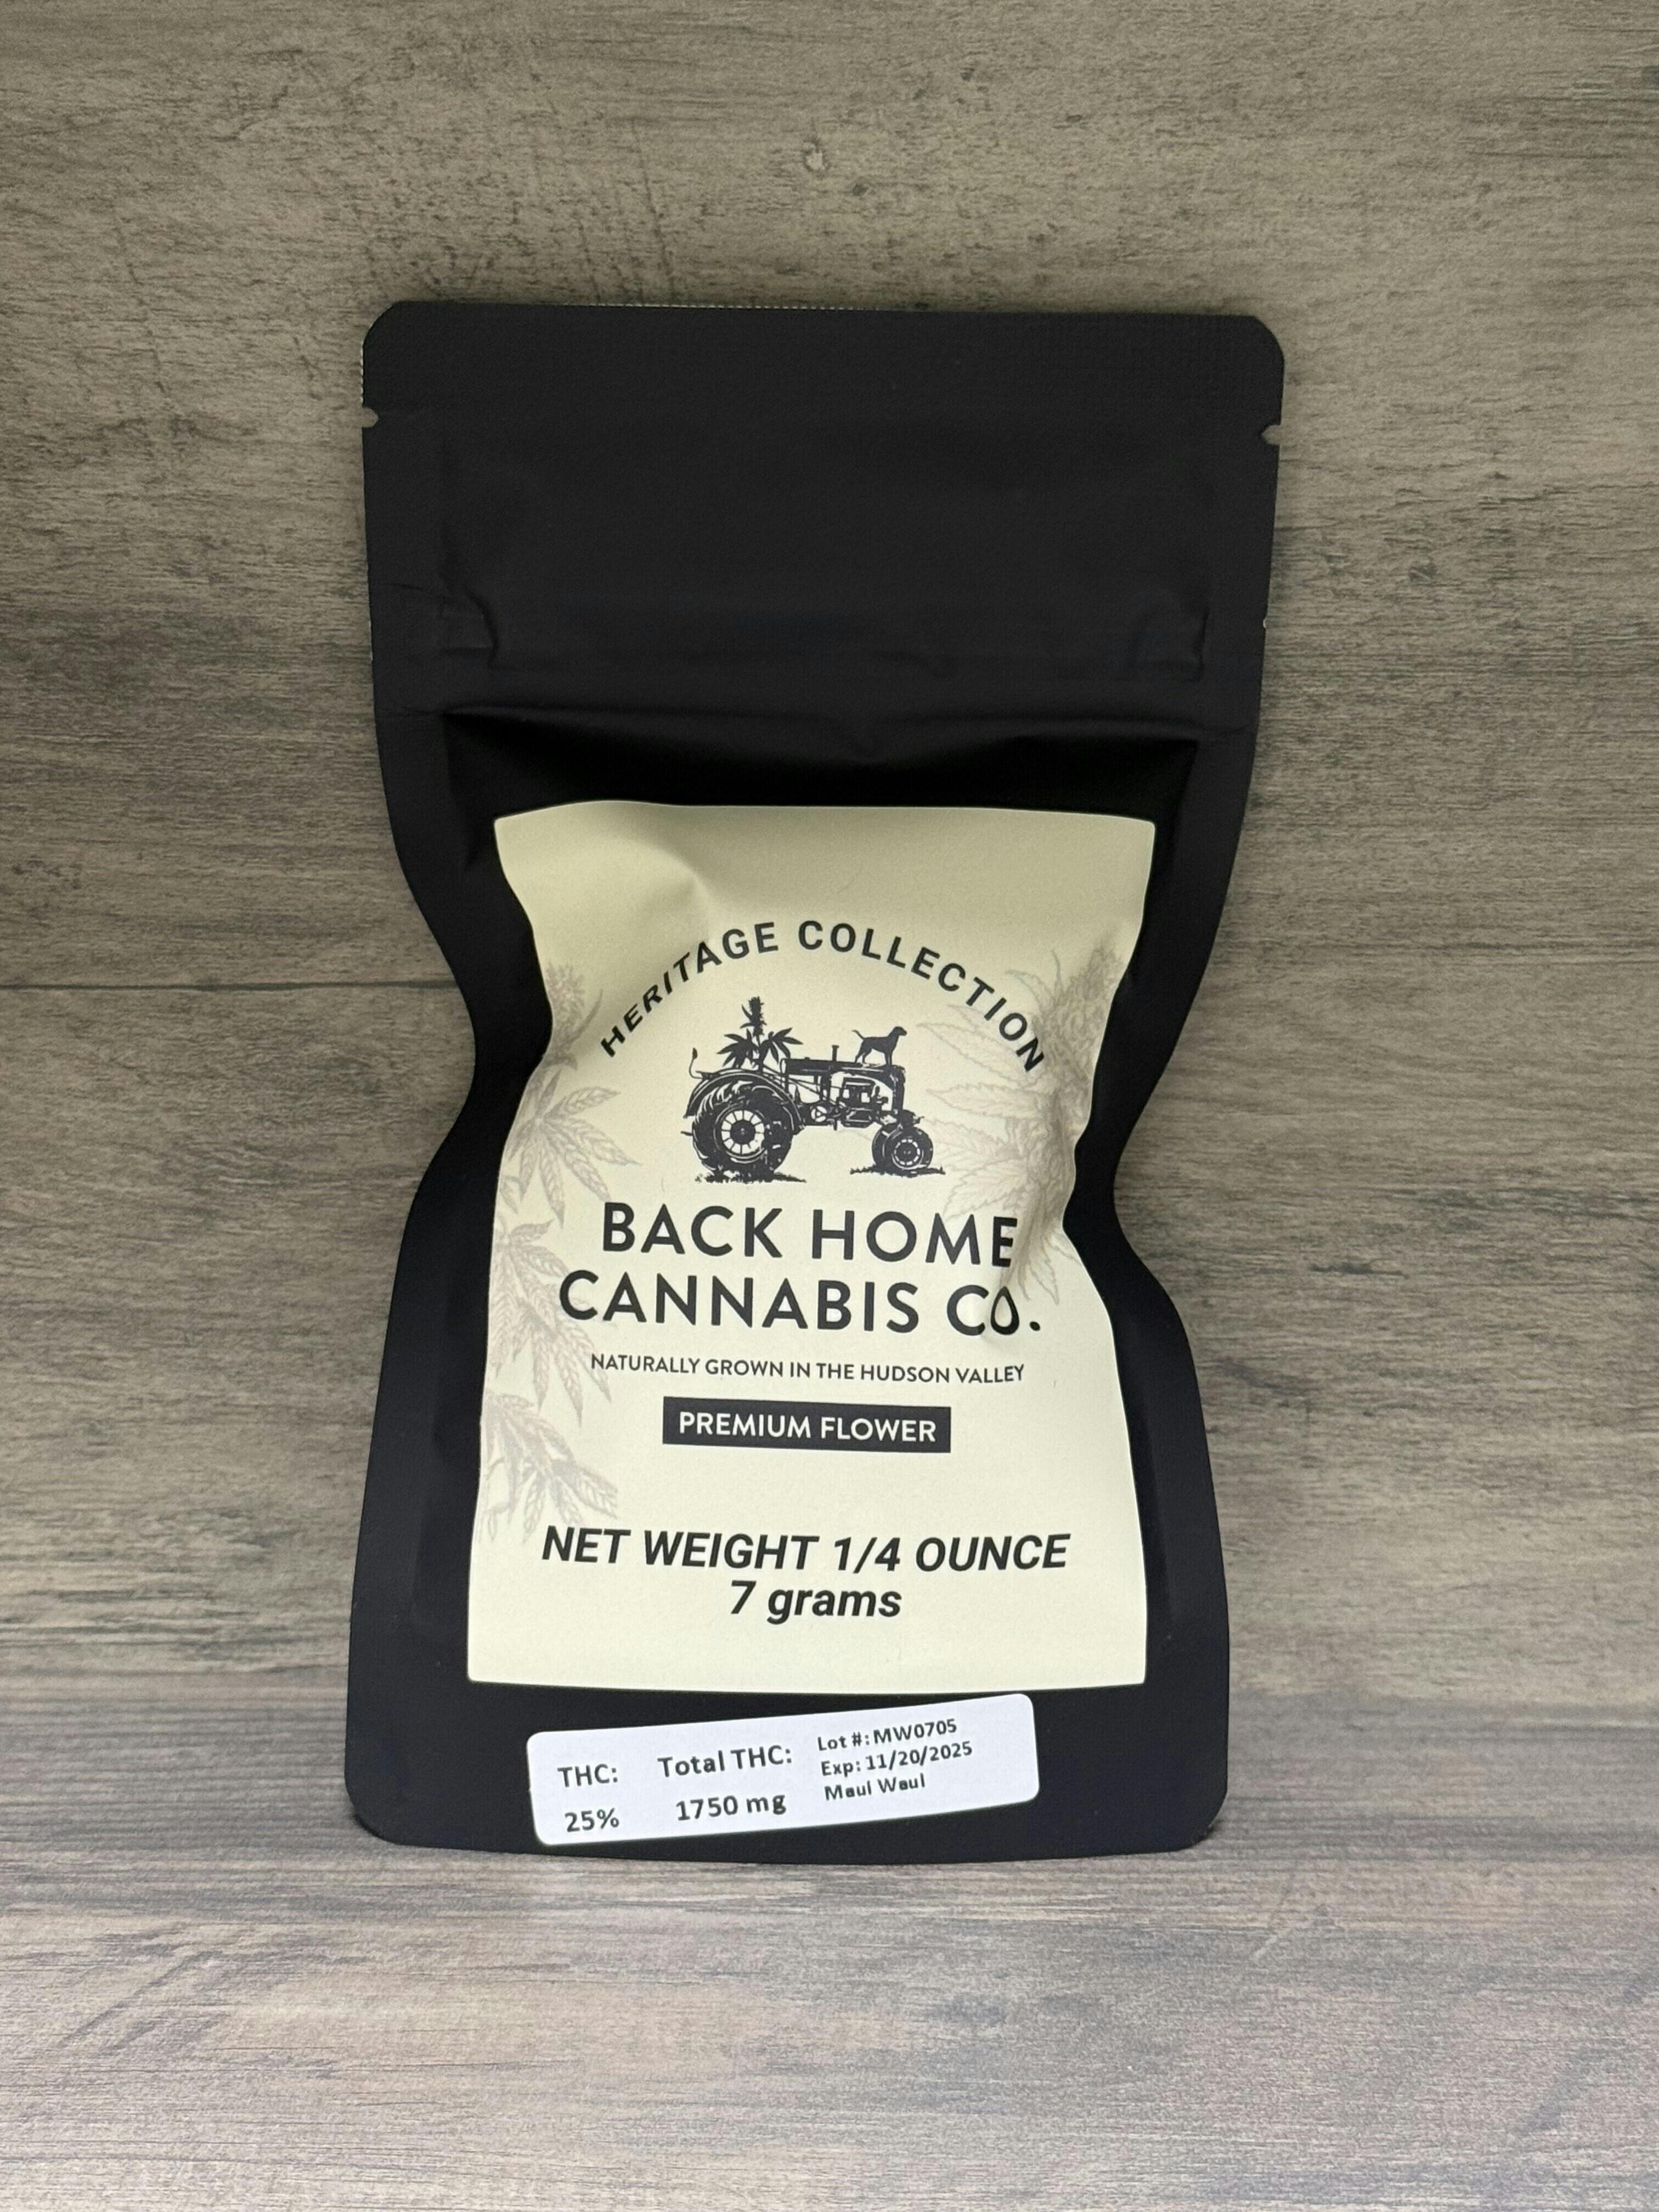 HERITAGE COLLECTION
BACK HOME
CANNABIS CO.
NATURALLY GROWN IN THE HUDSON VALLEY
PREMIUM FLOWER
NET WEIGHT 1/4 OUNCE
7 grams
THC:
25%
Total THC:
1750 mg
Lot #: MW0705
Exp: 11/20/2025
Maui Waui